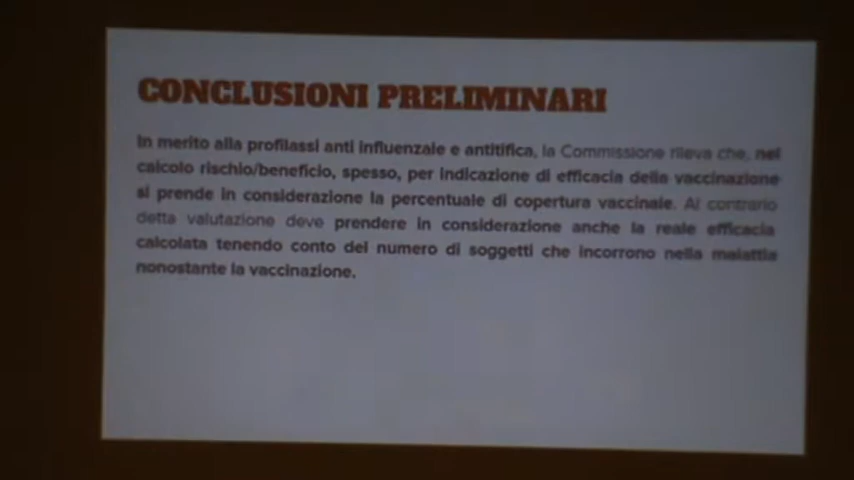 CONCLUSIONI PRELIMINARI
In merito alla profilassi anti influenzale e antitifica, la Commissione rileva che, nel
calcolo rischio/beneficio, spesso, per indicazione di efficacia della vaccinazione
si prende in considerazione la percentuale di copertura vaccinale. Al contrario
detta valutazione deve prendere in considerazione anche la reale efficacia
calcolata tenendo conto del numero di soggetti che incorrono nella malattia
nonostante la vaccinazione.